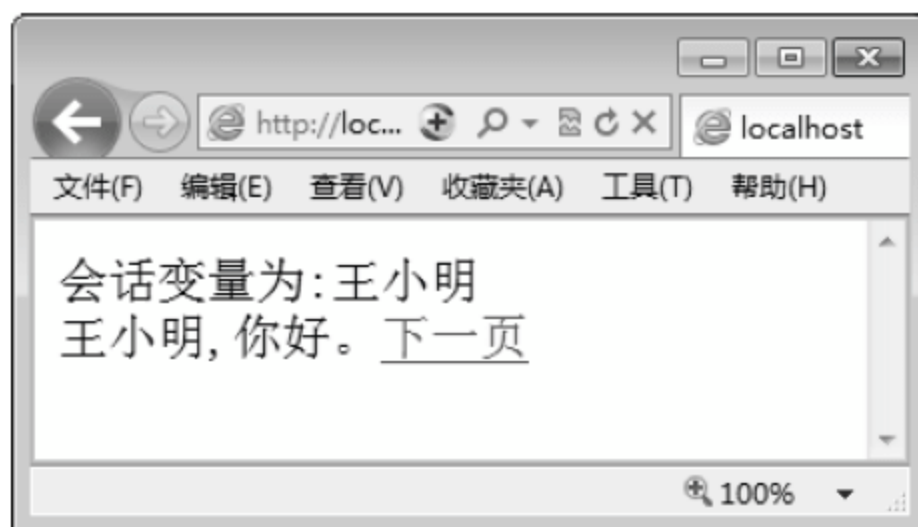 http://loc...
localhost
文件(F) 编辑(E) 查看(V) 收藏夹(A) 工具(T) 帮助(H)
会话变量为:王小明
王小明,你好。下一页
100%